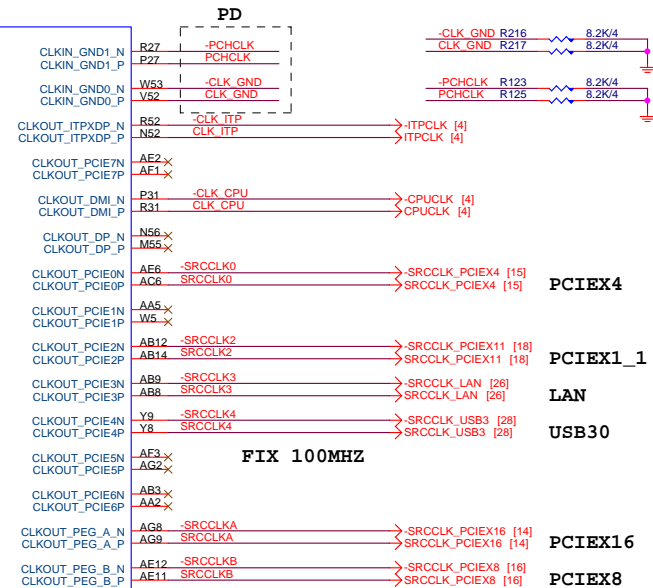 PD
CLKIN_GND1_N R27 -PCHCLK
CLKIN_GND1_P P27 PCHCLK
-CLK_GND R216 8.2K/4
CLK_GND R217 8.2K/4
CLKIN_GND0_N W53 -CLK_GND
CLKIN_GND0_P V52 CLK_GND
-PCHCLK R123 8.2K/4
PCHCLK R125 8.2K/4
CLKOUT_ITPXDP_N R52 -CLK_ITP -ITPCLK [4]
CLKOUT_ITPXDP_P N52 CLK_ITP ITPCLK [4]
CLKOUT_PCIE7N AE2
CLKOUT_PCIE7P AF1
CLKOUT_DMI_N P31 -CLK_CPU -CPUCLK [4]
CLKOUT_DMI_P R31 CLK_CPU CPUCLK [4]
CLKOUT_DP_N N56
CLKOUT_DP_P M55
CLKOUT_PCIE0N AE6 -SRCCLK0 -SRCCLK_PCIEX4 [15]
CLKOUT_PCIE0P AC6 SRCCLK0 SRCCLK_PCIEX4 [15] PCIEX4
CLKOUT_PCIE1N AA5
CLKOUT_PCIE1P W5
CLKOUT_PCIE2N AB12 -SRCCLK2 -SRCCLK_PCIEX11 [18]
CLKOUT_PCIE2P AB14 SRCCLK2 SRCCLK_PCIEX11 [18] PCIEX1_1
CLKOUT_PCIE3N AB9 -SRCCLK3 -SRCCLK_LAN [26]
CLKOUT_PCIE3P AB8 SRCCLK3 SRCCLK_LAN [26] LAN
CLKOUT_PCIE4N Y9 -SRCCLK4 -SRCCLK_USB3 [28]
CLKOUT_PCIE4P Y8 SRCCLK4 SRCCLK_USB3 [28] USB30
CLKOUT_PCIE5N AF3
CLKOUT_PCIE5P AG2
FIX 100MHZ
CLKOUT_PCIE6N AB3
CLKOUT_PCIE6P AA2
CLKOUT_PEG_A_N AG8 -SRCCLKA -SRCCLK_PCIEX16 [14]
CLKOUT_PEG_A_P AG9 SRCCLKA SRCCLK_PCIEX16 [14] PCIEX16
CLKOUT_PEG_B_N AE12 -SRCCLKB -SRCCLK_PCIEX8 [16]
CLKOUT_PEG_B_P AE11 SRCCLKB SRCCLK_PCIEX8 [16] PCIEX8